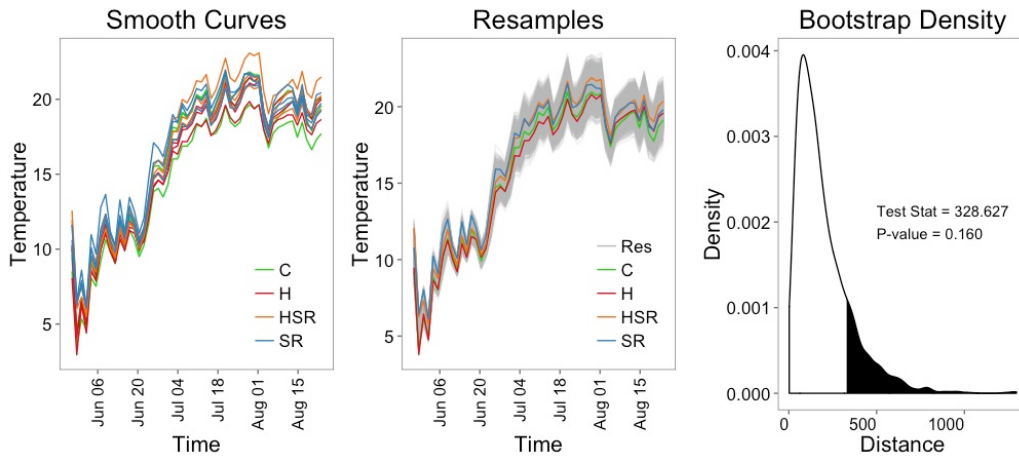 Smooth Curves
Temperature
20
15
10
5
C
H
HSR
SR
Jun 06
Jun 20
Jul 04
Jul 18
Aug 01
Aug 15
Time
Resamples
Temperature
20
15
10
5
Res
C
H
HSR
SR
Jun 06
Jun 20
Jul 04
Jul 18
Aug 01
Aug 15
Time
Bootstrap Density
Density
0.004
0.003
0.002
0.001
0.000
Test Stat = 328.627
P-value = 0.160
0
500
1000
Distance